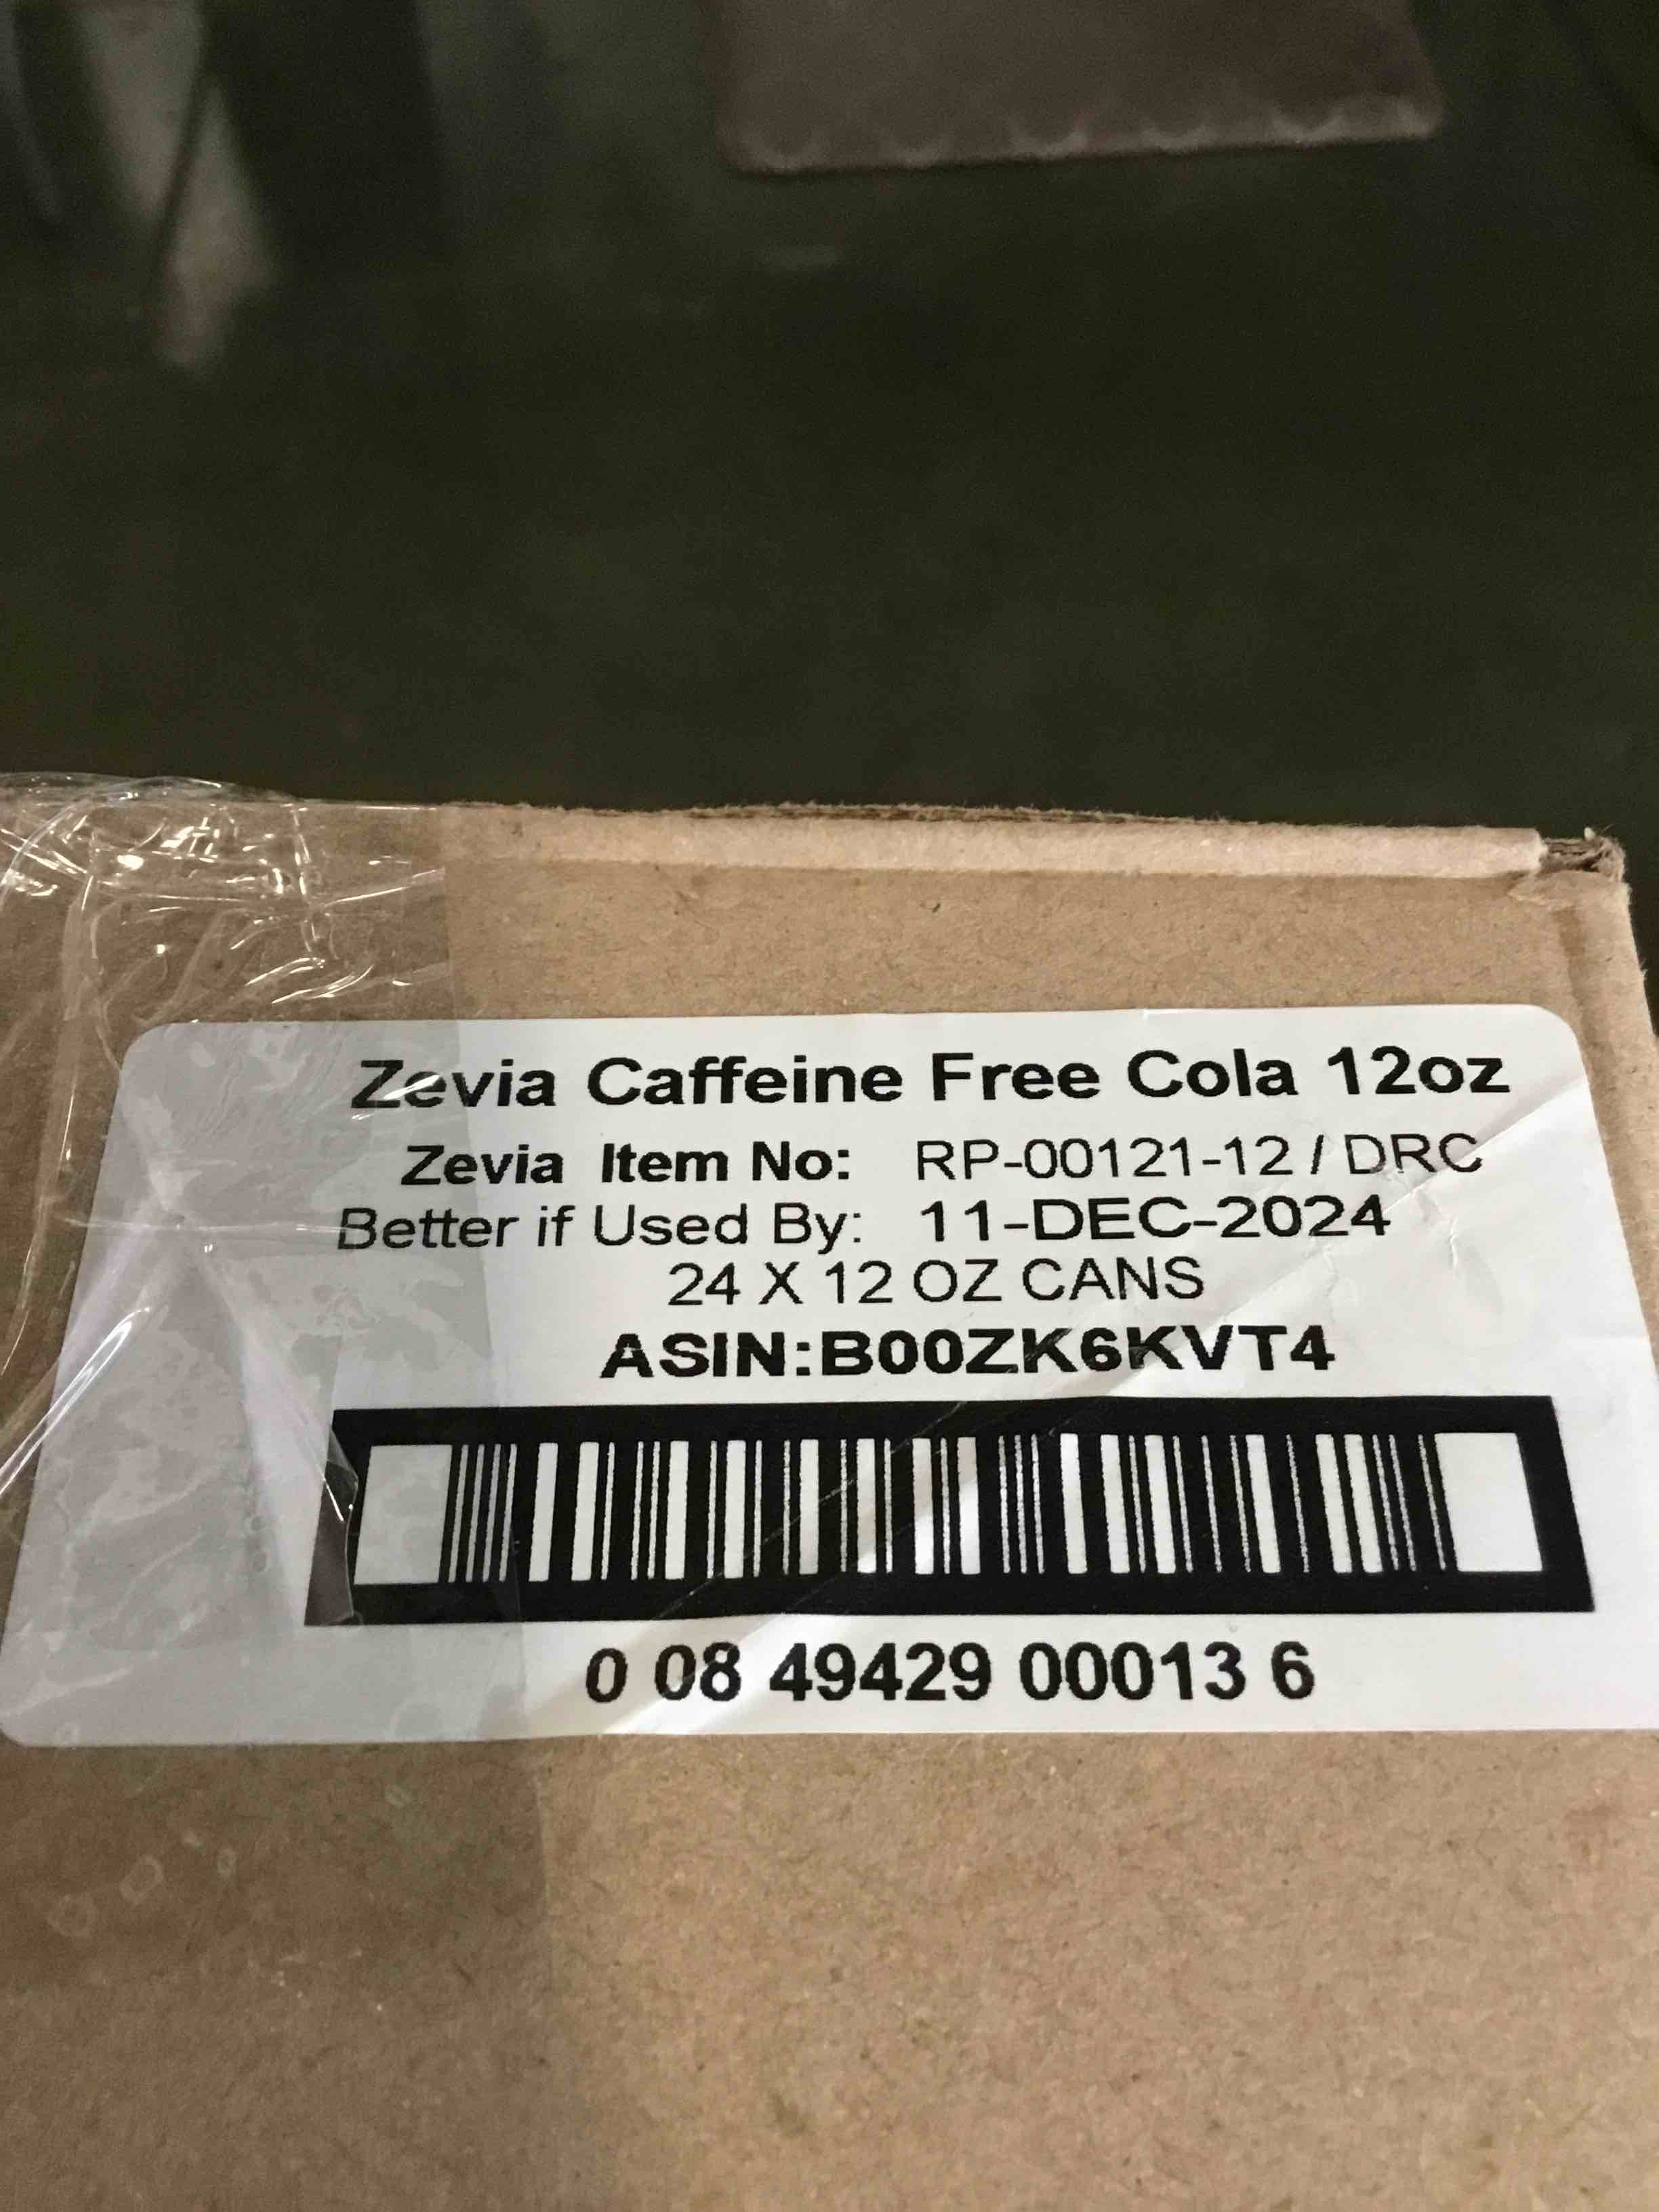 Zevia Caffeine Free Cola 12oz
Zevia Item No: RP-00121-12 / DRC
Better if Used By: 11-DEC-2024
24 X 12 OZ CANS
ASIN:B00ZK6KVT4
0 08 49429 00013 6